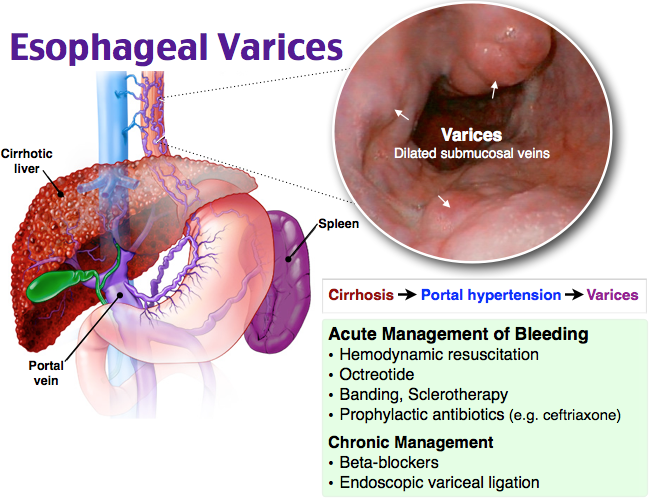 Esophageal Varices
Cirrhotic
liver
Varices
Dilated submucosal veins
Spleen
Portal
vein
Cirrhosis → Portal hypertension → Varices
Acute Management of Bleeding
• Hemodynamic resuscitation
• Octreotide
• Banding, Sclerotherapy
• Prophylactic antibiotics (e.g. ceftriaxone)
Chronic Management
• Beta-blockers
• Endoscopic variceal ligation